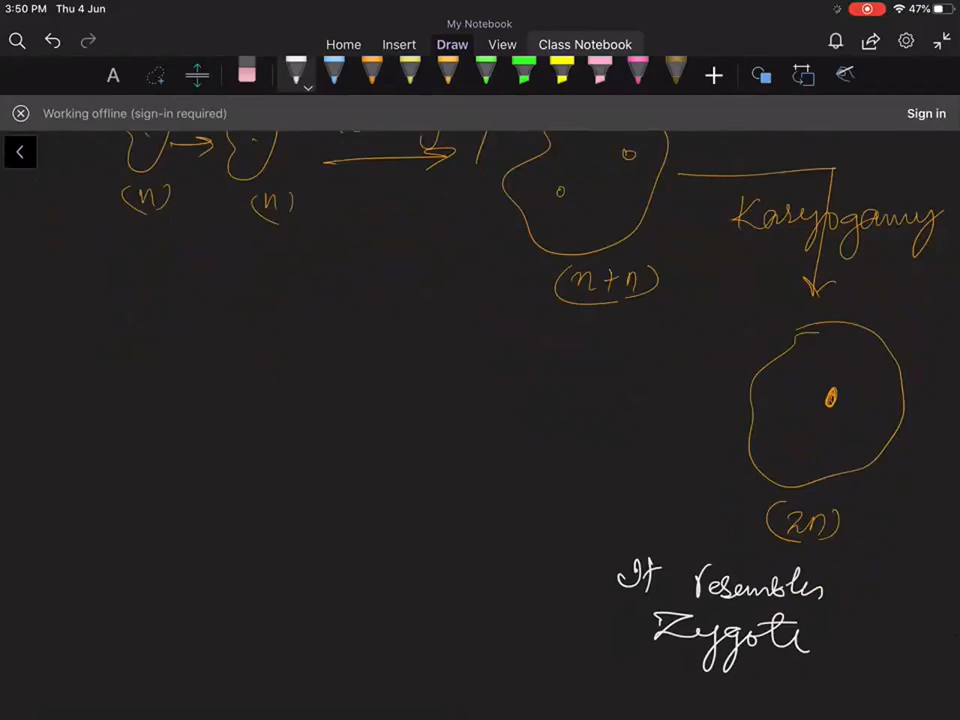 3:50 PM Thu 4 Jun
47%
My Notebook
Home Insert Draw View Class Notebook
A
Working offline (sign-in required)
Sign in
(n) (n)
(n+n)
Karyogamy
(2n)
It resembles
Zygote